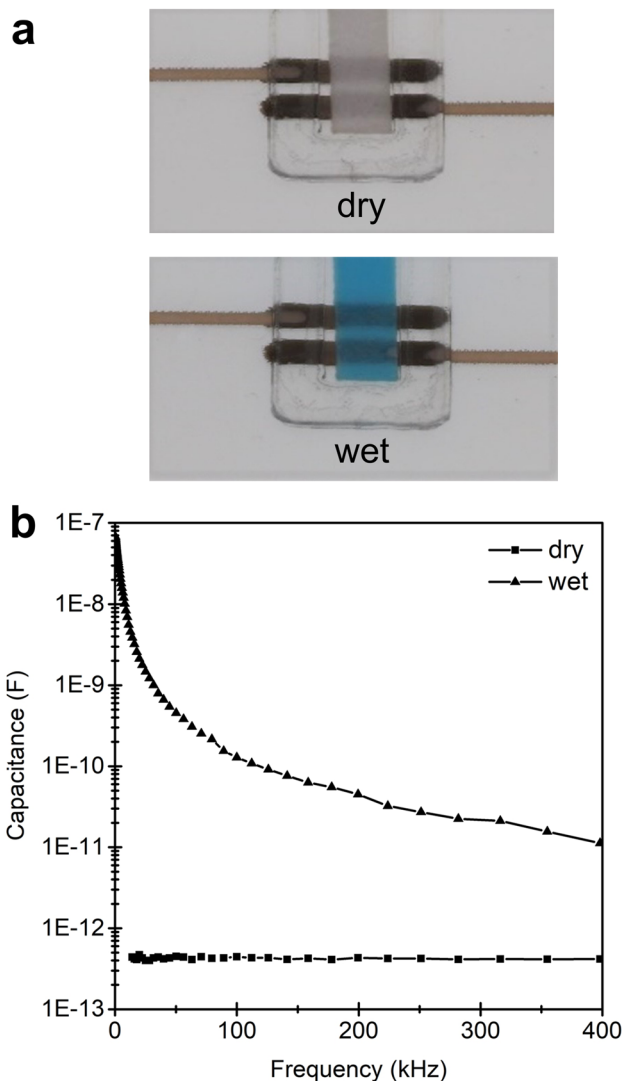 a
dry
wet
b
1E-7
1E-8
1E-9
1E-10
1E-11
1E-12
1E-13
Capacitance (F)
dry
wet
0 100 200 300 400
Frequency (kHz)